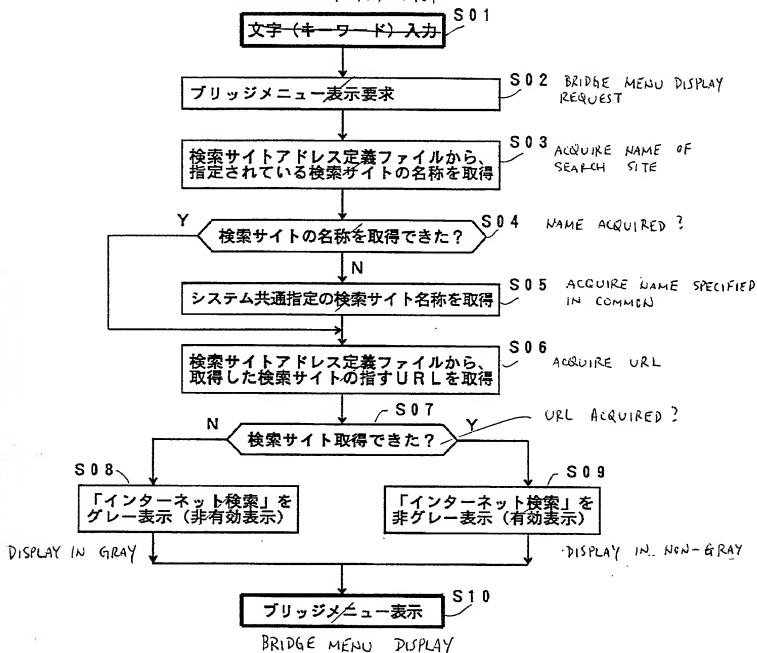 S01
文字(キーワード)入力
S02 BRIDGE MENU DISPLAY
REQUEST
ブリッジメニュー表示要求
S03 ACQUIRE NAME OF
SEARCH SITE
検索サイトアドレス定義ファイルから、
指定されている検索サイトの名称を取得
Y
検索サイトの名称を取得できた?
S04 NAME ACQUIRED?
N
S05 ACQUIRE NAME SPECIFIED
IN COMMON
システム共通指定の検索サイト名称を取得
S06
ACQUIRE URL
検索サイトアドレス定義ファイルから、
取得した検索サイトの指すURLを取得
S07
URL ACQUIRED?
N
検索サイト取得できた?
Y
S08
「インターネット検索」を
グレー表示(非有効表示)
DISPLAY IN GRAY
S09
「インターネット検索」を
非グレー表示(有効表示)
DISPLAY IN NON-GRAY
S10
ブリッジメニュー表示
BRIDGE MENU DISPLAY